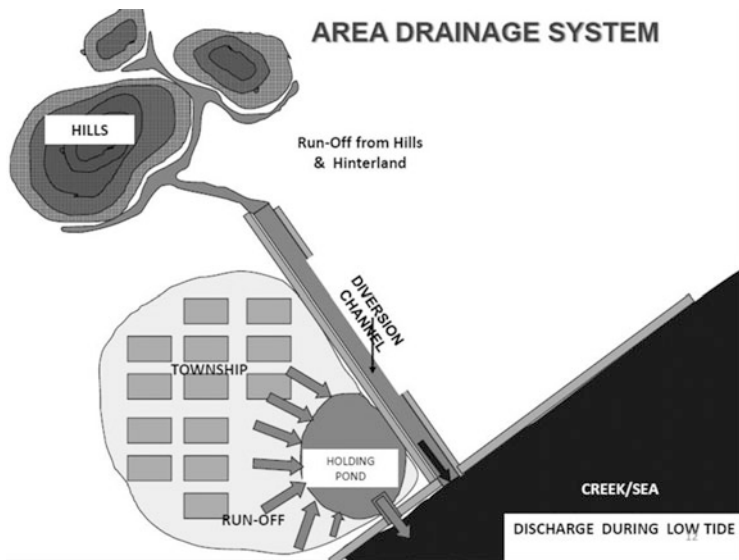 AREA DRAINAGE SYSTEM
HILLS
Run-Off from Hills
& Hinterland
DIVERSION
CHANNEL
TOWNSHIP
HOLDING
POND
RUN-OFF
CREEK/SEA
DISCHARGE DURING LOW TIDE
12